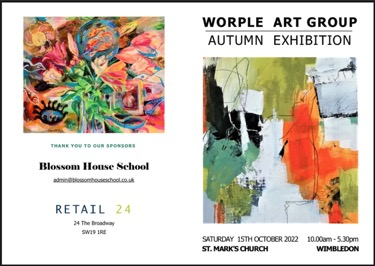 THANK YOU TO OUR SPONSORS
Blossom House School
admin@blossomhouseschool.co.uk
RETAIL 24
24 The Broadway
SW19 1RE
WORPLE ART GROUP
AUTUMN EXHIBITION
SATURDAY 15TH OCTOBER 2022 10.00am - 5.30pm
ST. MARK'S CHURCH WIMBLEDON